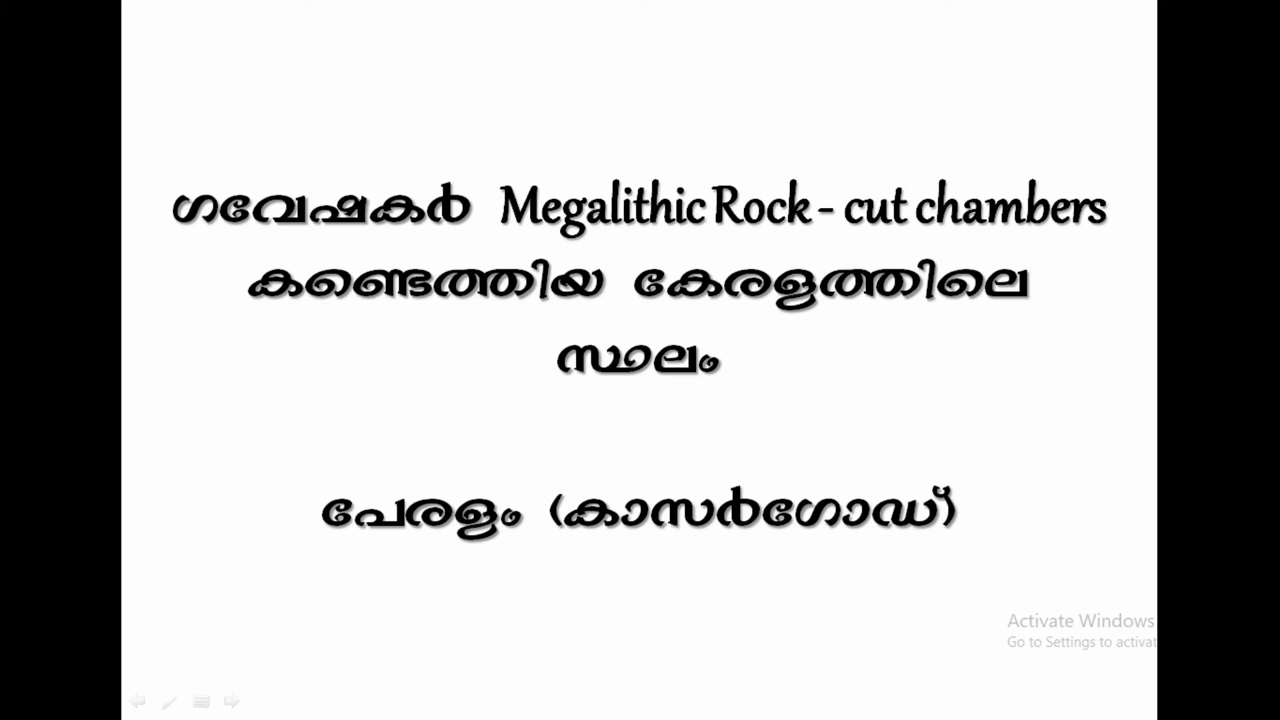 ഗവേഷകർ Megalithic Rock - cut chambers
കണ്ടെത്തിയ കേരളത്തിലെ
സ്ഥലം
പേരളം (കാസർഗോഡ്)
Activate Windows
Go to Settings to activat